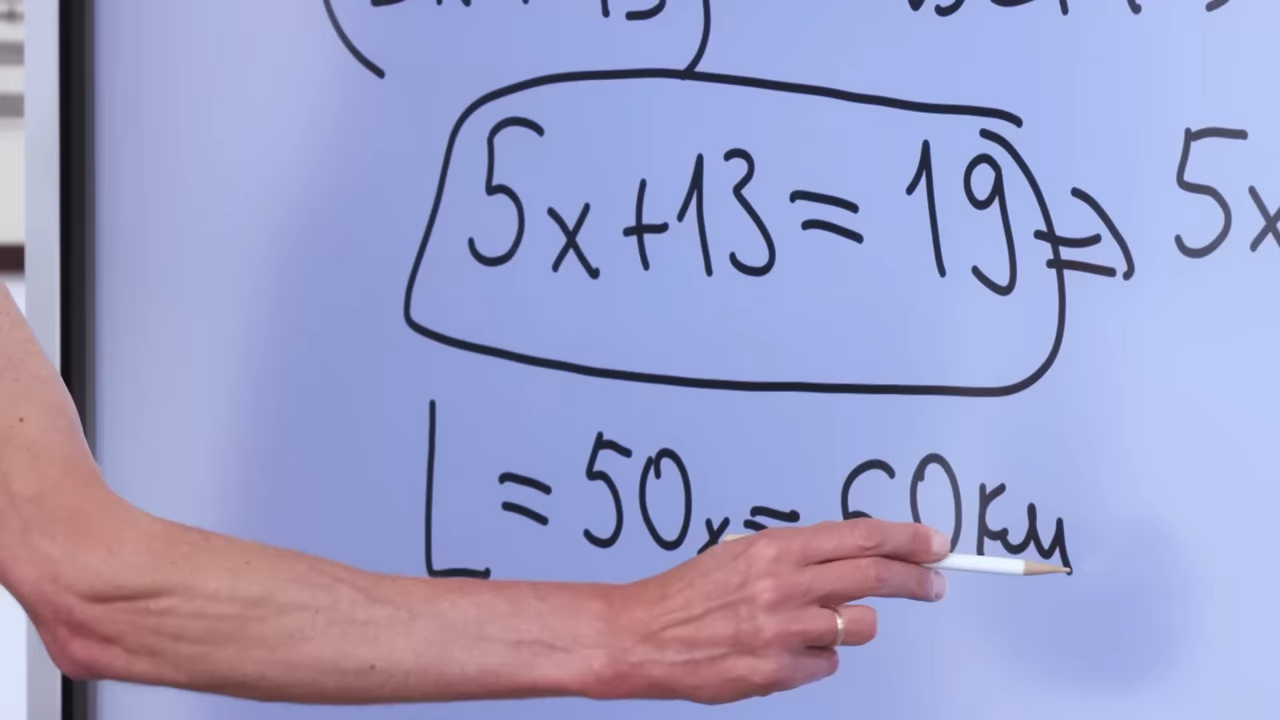 5x+13=19 => 5x
L = 50x = 60км